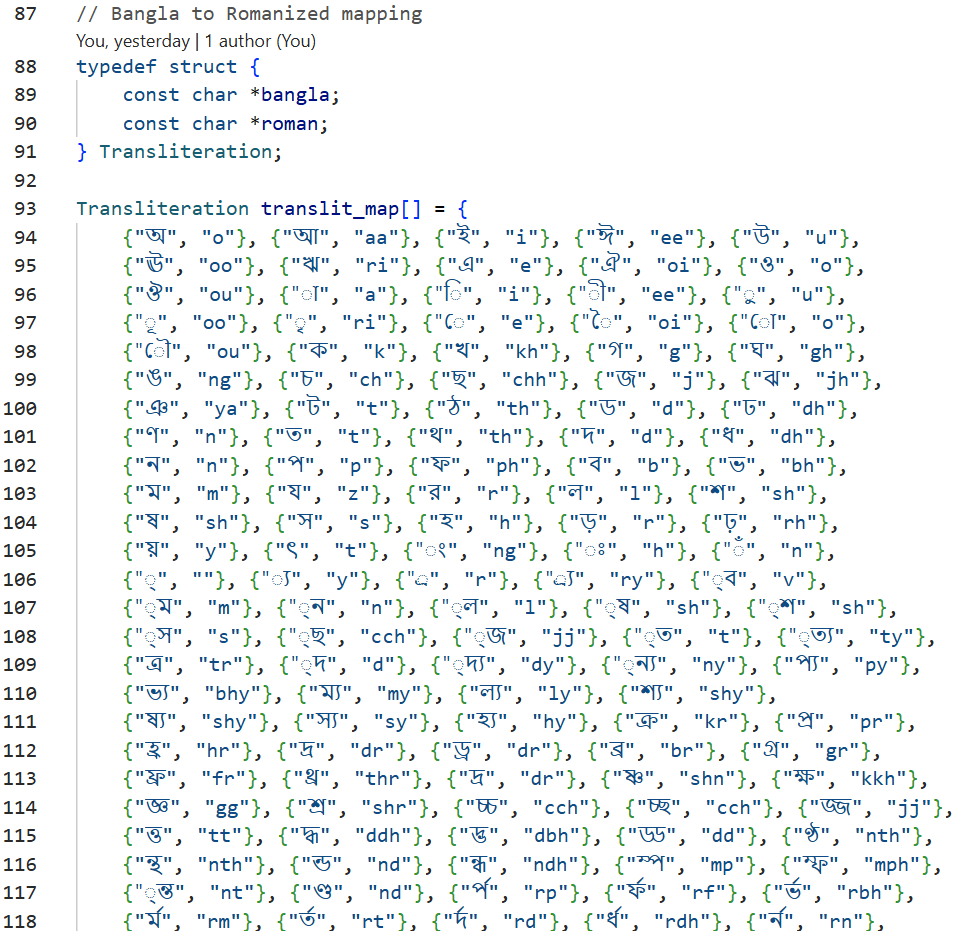 87 // Bangla to Romanized mapping
You, yesterday | 1 author (You)
88 typedef struct {
89 const char *bangla;
90 const char *roman;
91 } Transliteration;
92
93 Transliteration translit_map[] = {
94 {"অ", "o"}, {"আ", "aa"}, {"ই", "i"}, {"ঈ", "ee"}, {"উ", "u"},
95 {"ঊ", "oo"}, {"ঋ", "ri"}, {"এ", "e"}, {"ঐ", "oi"}, {"ও", "o"},
96 {"ঔ", "ou"}, {"া", "a"}, {"ি", "i"}, {"ী", "ee"}, {"ু", "u"},
97 {"ূ", "oo"}, {"ৃ", "ri"}, {"ে", "e"}, {"ৈ", "oi"}, {"ো", "o"},
98 {"ৌ", "ou"}, {"ক", "k"}, {"খ", "kh"}, {"গ", "g"}, {"ঘ", "gh"},
99 {"ঙ", "ng"}, {"চ", "ch"}, {"ছ", "chh"}, {"জ", "j"}, {"ঝ", "jh"},
100 {"ঞ", "ya"}, {"ট", "t"}, {"ঠ", "th"}, {"ড", "d"}, {"ঢ", "dh"},
101 {"ণ", "n"}, {"ত", "t"}, {"থ", "th"}, {"দ", "d"}, {"ধ", "dh"},
102 {"ন", "n"}, {"প", "p"}, {"ফ", "ph"}, {"ব", "b"}, {"ভ", "bh"},
103 {"ম", "m"}, {"য", "z"}, {"র", "r"}, {"ল", "l"}, {"শ", "sh"},
104 {"ষ", "sh"}, {"স", "s"}, {"হ", "h"}, {"ড়", "r"}, {"ঢ়", "rh"},
105 {"য়", "y"}, {"ৎ", "t"}, {"ং", "ng"}, {"ঃ", "h"}, {"ঁ", "n"},
106 {"্", ""}, {"্য", "y"}, {"্র", "r"}, {"্র্য", "ry"}, {"্ব", "v"},
107 {"্ম", "m"}, {"্ন", "n"}, {"্ল", "l"}, {"্ষ", "sh"}, {"্শ", "sh"},
108 {"্স", "s"}, {"্ছ", "cch"}, {"্জ", "jj"}, {"্ত", "t"}, {"্ত্য", "ty"},
109 {"ত্র", "tr"}, {"্দ", "d"}, {"্দ্য", "dy"}, {"্ন্য", "ny"}, {"প্য", "py"},
110 {"ভ্য", "bhy"}, {"ম্য", "my"}, {"ল্য", "ly"}, {"শ্য", "shy"},
111 {"ষ্য", "shy"}, {"স্য", "sy"}, {"হ্য", "hy"}, {"ক্র", "kr"}, {"প্র", "pr"},
112 {"হ্র", "hr"}, {"দ্র", "dr"}, {"ড্র", "dr"}, {"ব্র", "br"}, {"গ্র", "gr"},
113 {"ফ্র", "fr"}, {"থ্র", "thr"}, {"দ্র", "dr"}, {"ষ্ণ", "shn"}, {"ক্ষ", "kkh"},
114 {"জ্ঞ", "gg"}, {"শ্র", "shr"}, {"চ্চ", "cch"}, {"চ্ছ", "cch"}, {"জ্জ", "jj"},
115 {"ত্ত", "tt"}, {"দ্ধ", "ddh"}, {"দ্ভ", "dbh"}, {"ড্ড", "dd"}, {"ণ্ঠ", "nth"},
116 {"ন্থ", "nth"}, {"ন্ড", "nd"}, {"ন্ধ", "ndh"}, {"ম্প", "mp"}, {"ম্ফ", "mph"},
117 {"্ন্ত", "nt"}, {"ণ্ড", "nd"}, {"র্প", "rp"}, {"র্ফ", "rf"}, {"র্ভ", "rbh"},
118 {"র্ম", "rm"}, {"র্ত", "rt"}, {"র্দ", "rd"}, {"র্ধ", "rdh"}, {"র্ন", "rn"},